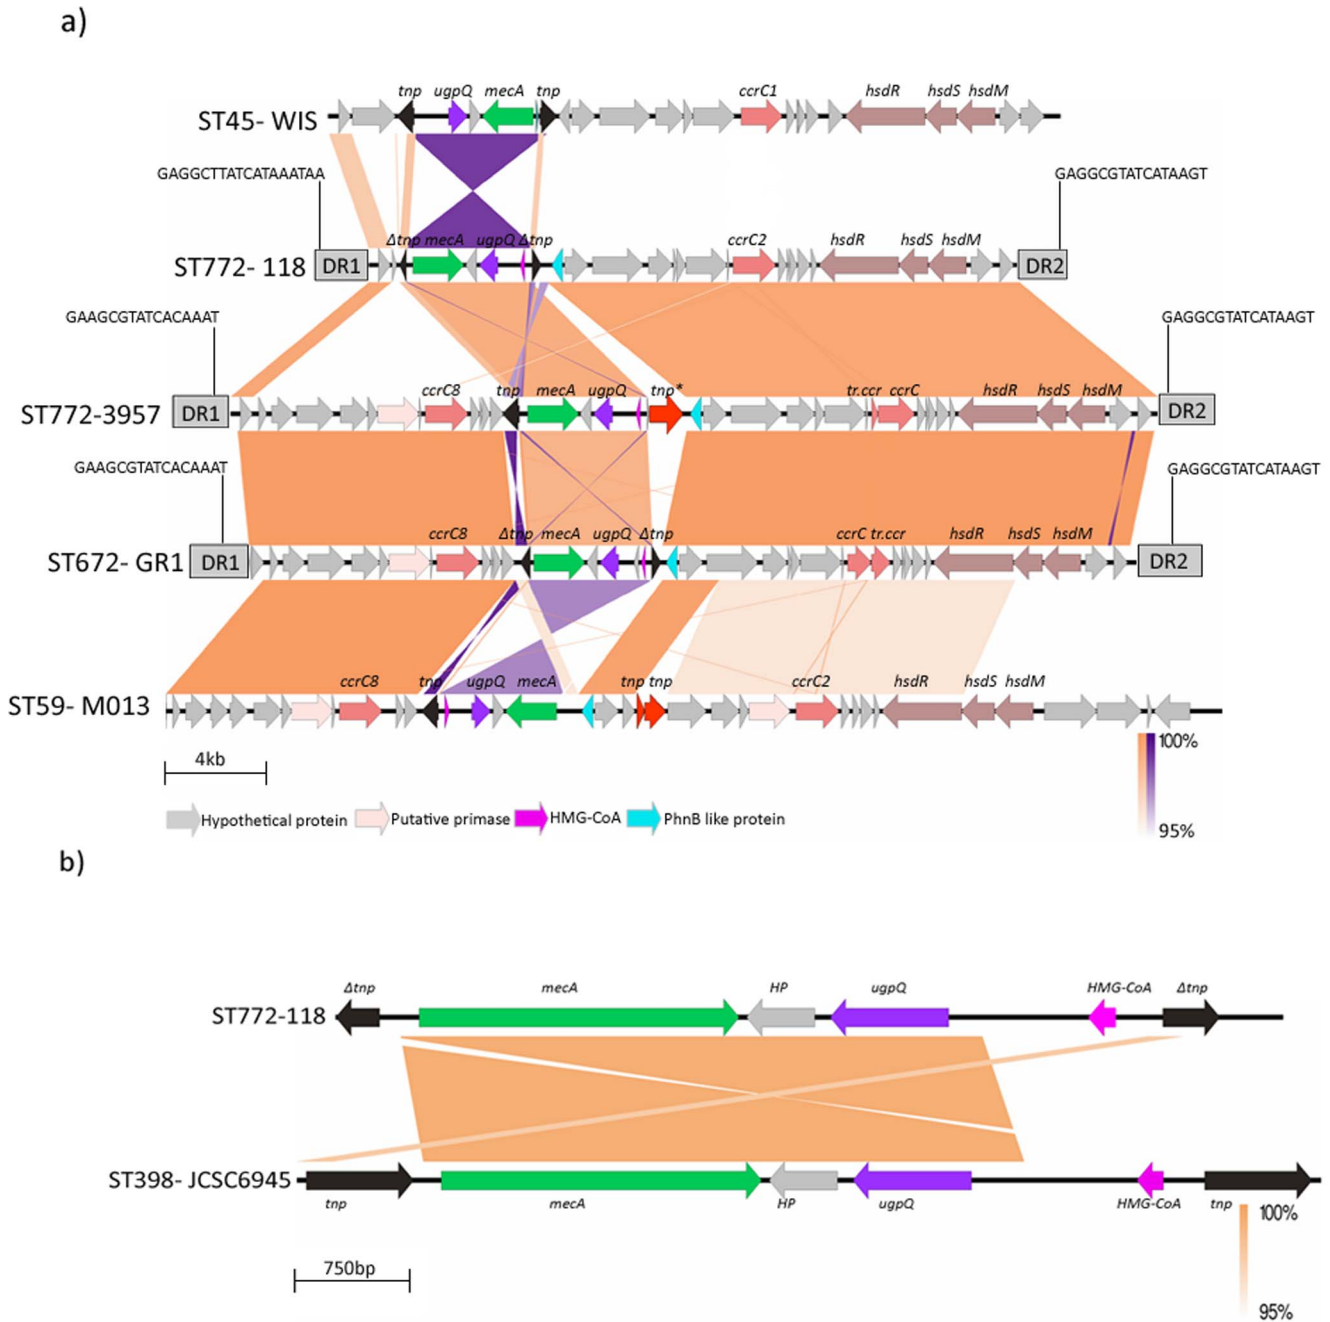 a)
tnp ugpQ mecA tnp ccrC1 hsdR hsdS hsdM
ST45- WIS
GAGGCTTATCATAAATAA GAGGCGTATCATAAGT
Δtnp mecA ugpQ Δtnp ccrC2 hsdR hsdS hsdM
ST772- 118 DR1 DR2
GAAGCGTATCACAAAT GAGGCGTATCATAAGT
ccrC8 tnp mecA ugpQ tnp* tr.ccr ccrC hsdR hsdS hsdM
ST772-3957 DR1 DR2
GAAGCGTATCACAAAT GAGGCGTATCATAAGT
ccrC8 Δtnp mecA ugpQ Δtnp ccrC tr.ccr hsdR hsdS hsdM
ST672- GR1 DR1 DR2
ccrC8 tnp ugpQ mecA tnp tnp ccrC2 hsdR hsdS hsdM
ST59- M013
4kb
100%
95%
Hypothetical protein Putative primase HMG-CoA PhnB like protein
b)
Δtnp mecA HP ugpQ HMG-CoA Δtnp
ST772-118
ST398- JCSC6945
tnp mecA HP ugpQ HMG-CoA tnp
100%
750bp
95%